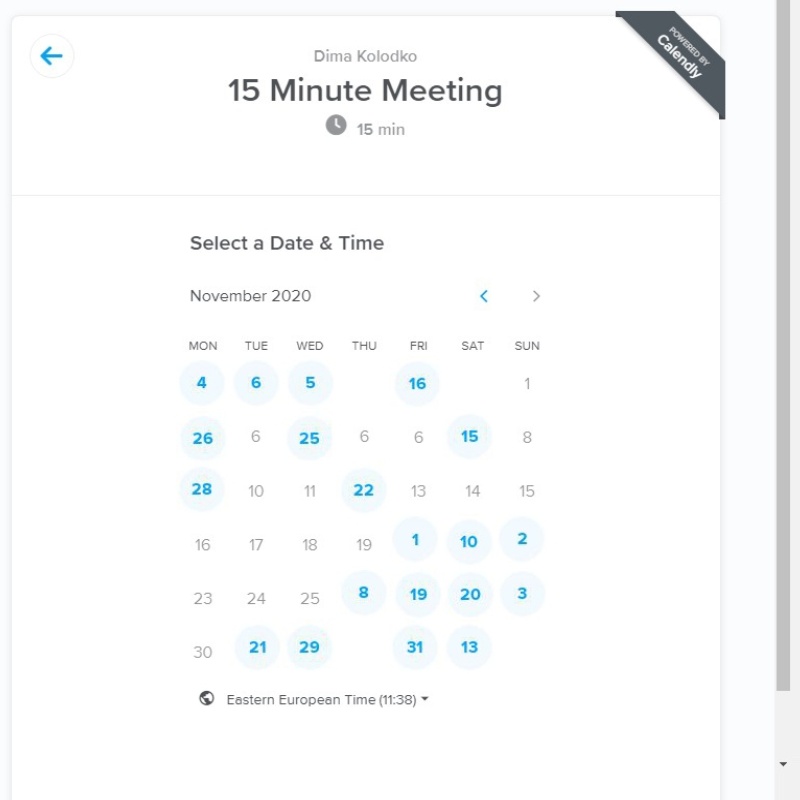 POWERED BY
Calendly
Dima Kolodko
15 Minute Meeting
15 min
Select a Date & Time
November 2020
MON TUE WED THU FRI SAT SUN
4 6 5 16 1
26 6 25 6 6 15 8
28 10 11 22 13 14 15
16 17 18 19 1 10 2
23 24 25 8 19 20 3
30 21 29 31 13
Eastern European Time (11:38)